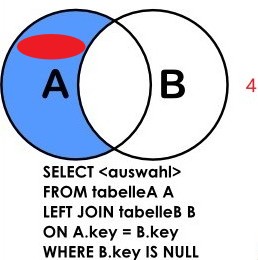 A B
4
SELECT <auswahl>
FROM tabelleA A
LEFT JOIN tabelleB B
ON A.key = B.key
WHERE B.key IS NULL